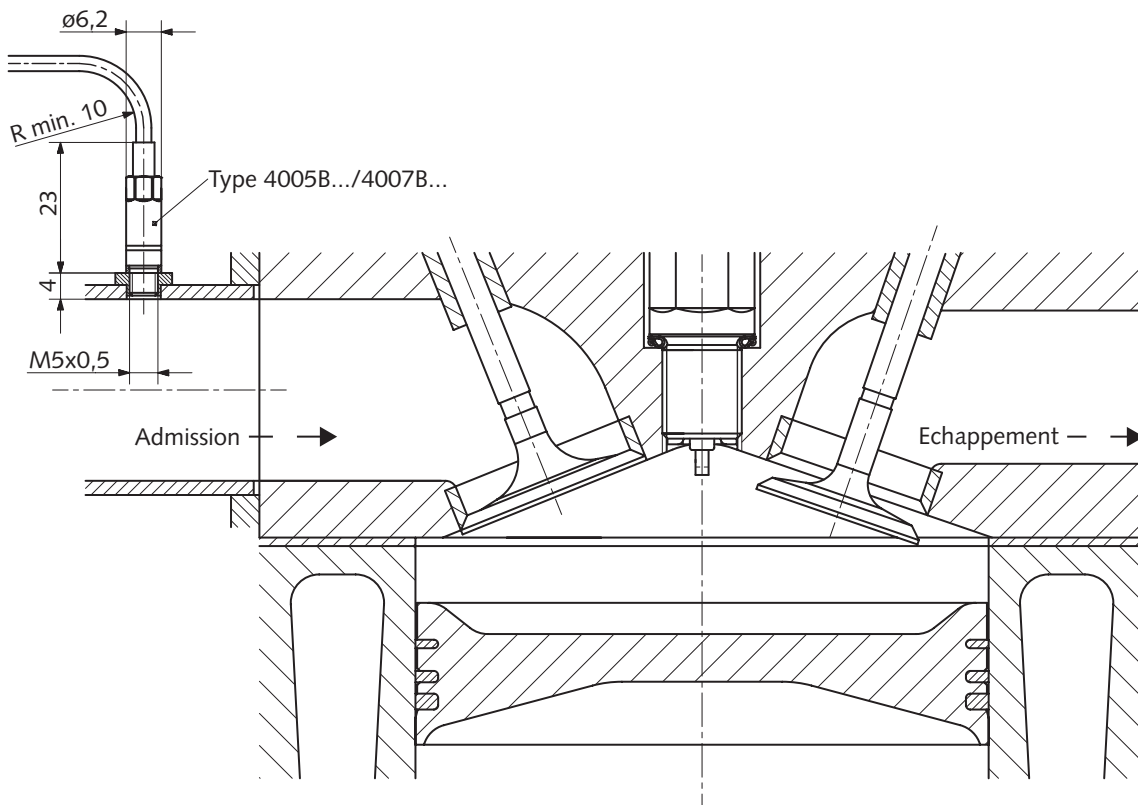 ø6,2
R min. 10
Type 4005B.../4007B...
23
4
M5x0,5
Admission
Echappement